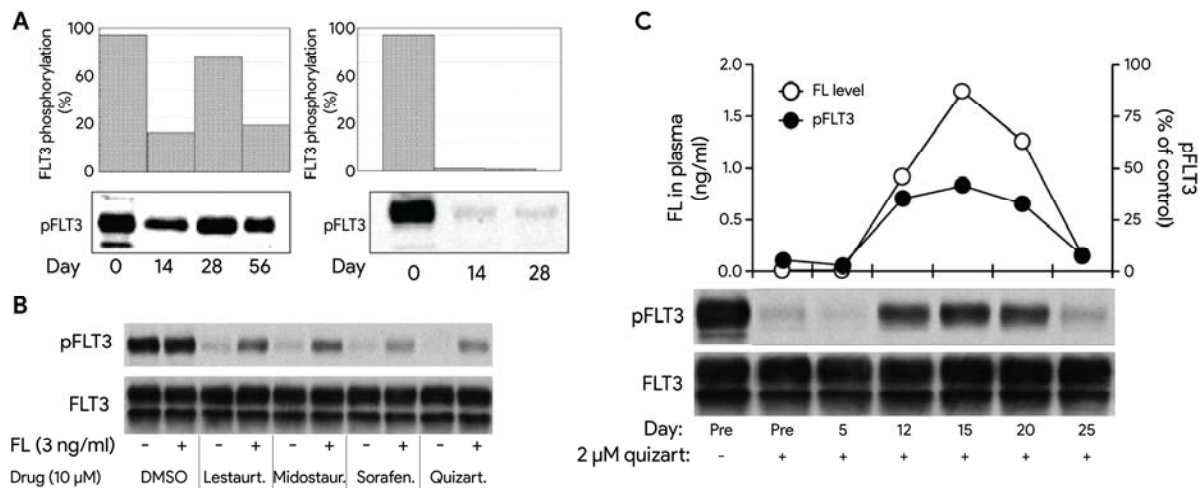 A
FLT3 phosphorylation
(%)
100
60
20
0
pFLT3
Day 0 14 28 56
FLT3 phosphorylation
(%)
100
60
20
0
pFLT3
Day 0 14 28
B
pFLT3
FLT3
FL (3 ng/ml) - + - + - + - + - +
Drug (10 µM) DMSO Lestaurt. Midostaur. Sorafen. Quizart.
C
FL in plasma
(ng/ml)
2.0
1.5
1.0
0.5
0.0
FL level
pFLT3
100
75
50
25
0
pFLT3
(% of control)
pFLT3
FLT3
Day: Pre Pre 5 12 15 20 25
2 µM quizart: - + + + + + +